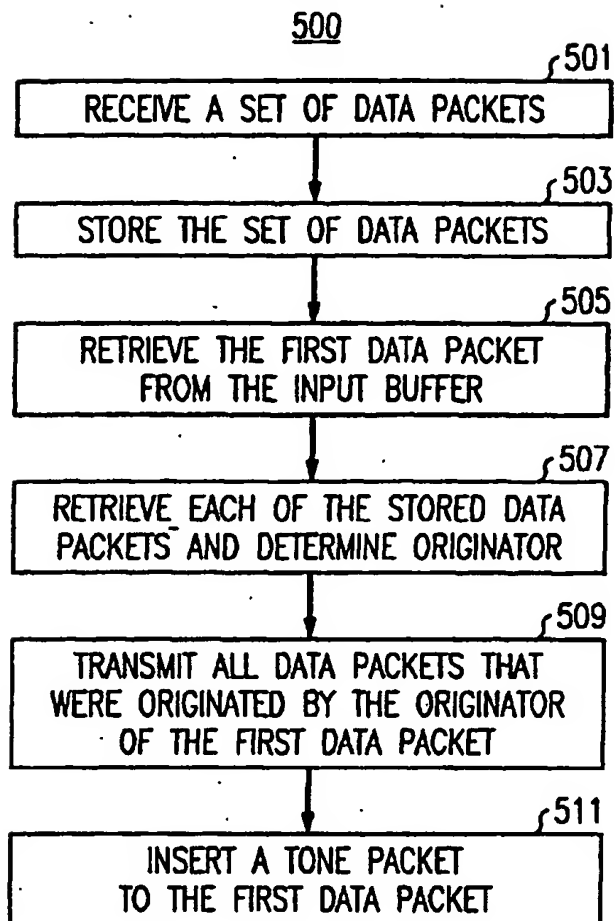 500
501
RECEIVE A SET OF DATA PACKETS
503
STORE THE SET OF DATA PACKETS
505
RETRIEVE THE FIRST DATA PACKET
FROM THE INPUT BUFFER
507
RETRIEVE EACH OF THE STORED DATA
PACKETS AND DETERMINE ORIGINATOR
509
TRANSMIT ALL DATA PACKETS THAT
WERE ORIGINATED BY THE ORIGINATOR
OF THE FIRST DATA PACKET
511
INSERT A TONE PACKET
TO THE FIRST DATA PACKET